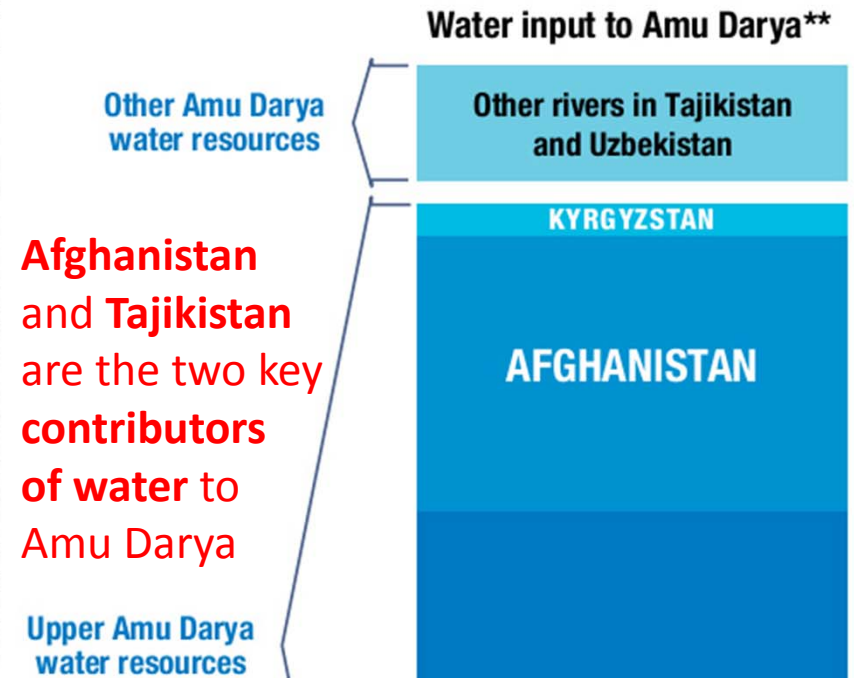 Water input to Amu Darya**
Other Amu Darya
water resources
Other rivers in Tajikistan
and Uzbekistan
KYRGYZSTAN
Afghanistan
and Tajikistan
are the two key
contributors
of water to
Amu Darya
AFGHANISTAN
Upper Amu Darya
water resources